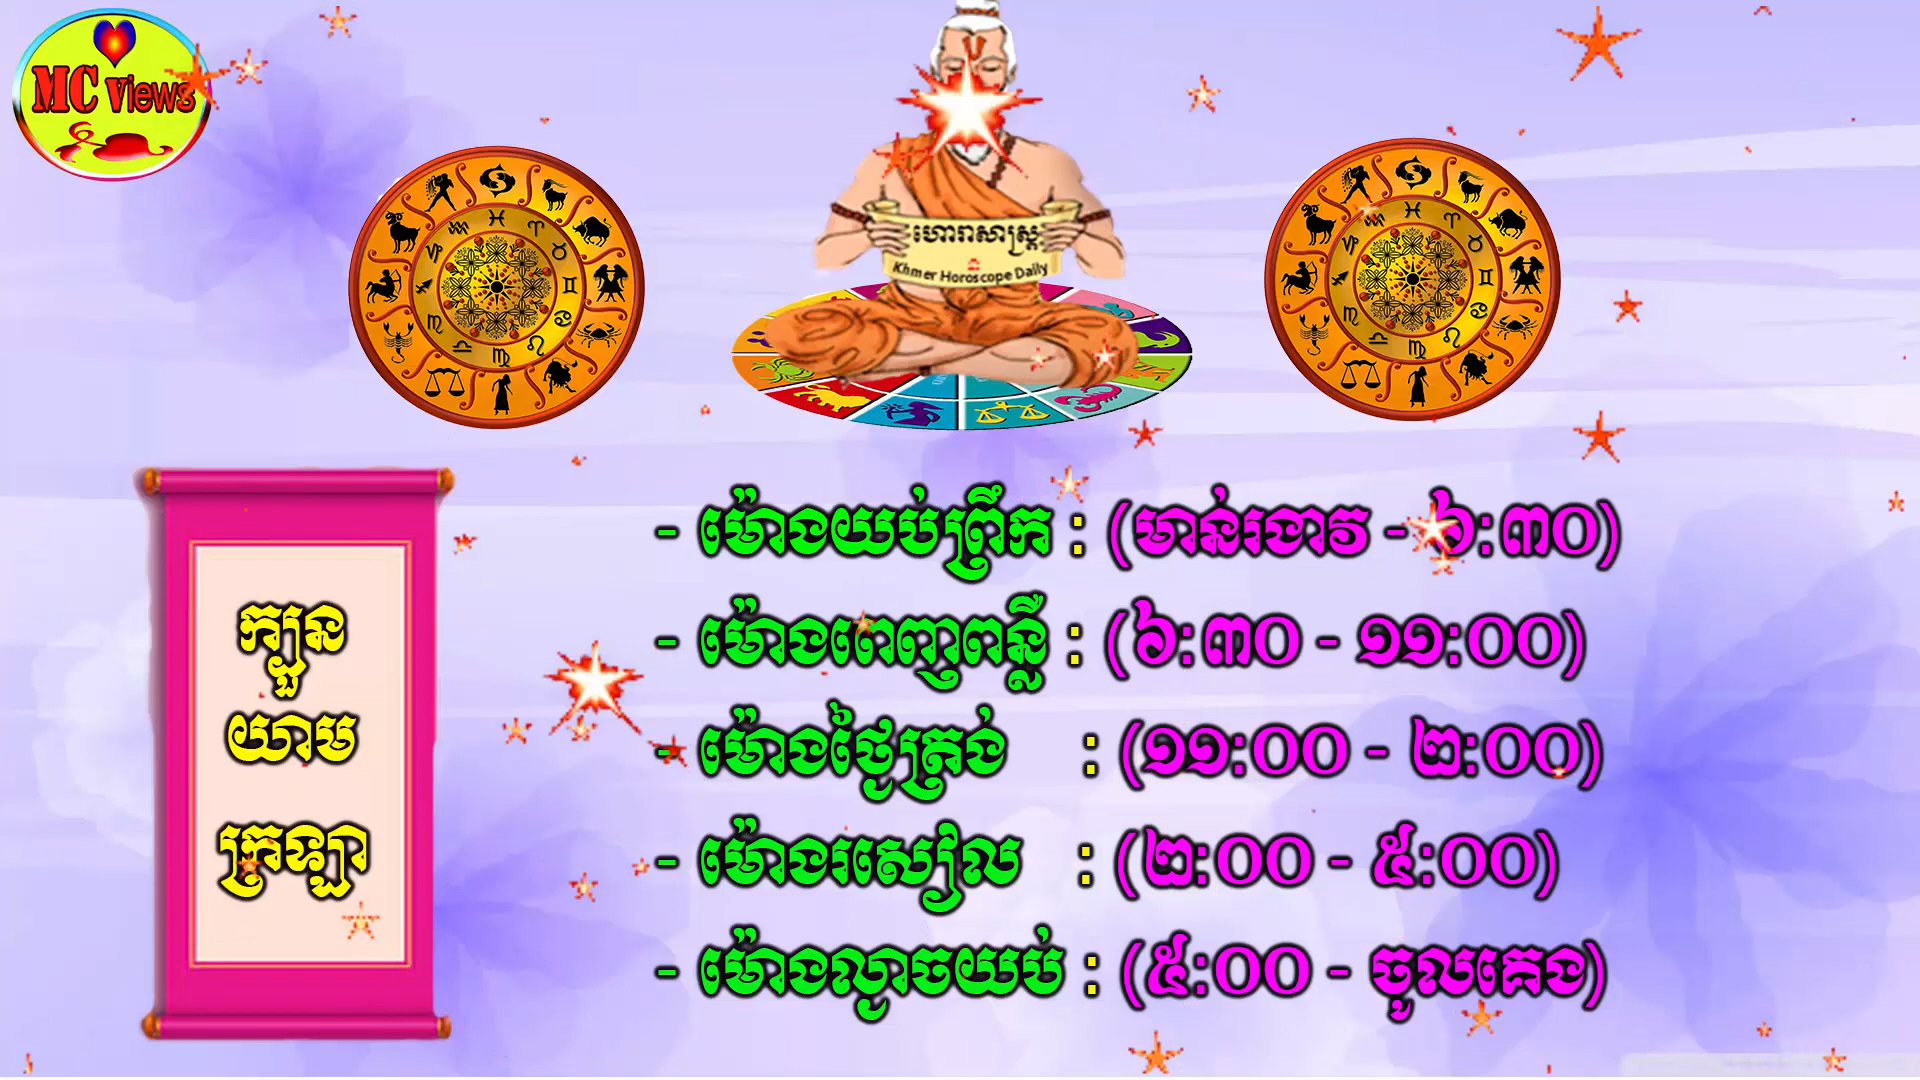 MC Views
ហោរាសាស្ត្រ
Khmer Horoscope Daily
ក្បួន
យាម
ក្រឡា
- ម៉ោងយប់ព្រឹក : (មាន់រងាវ - ៦:៣០)
- ម៉ោងពេញពន្លឺ : (៦:៣០ - ១១:០០)
- ម៉ោងថ្ងៃត្រង់ : (១១:០០ - ២:០០)
- ម៉ោងរសៀល : (២:០០ - ៥:០០)
- ម៉ោងល្ងាចយប់ : (៥:០០ - ចូលគេង)